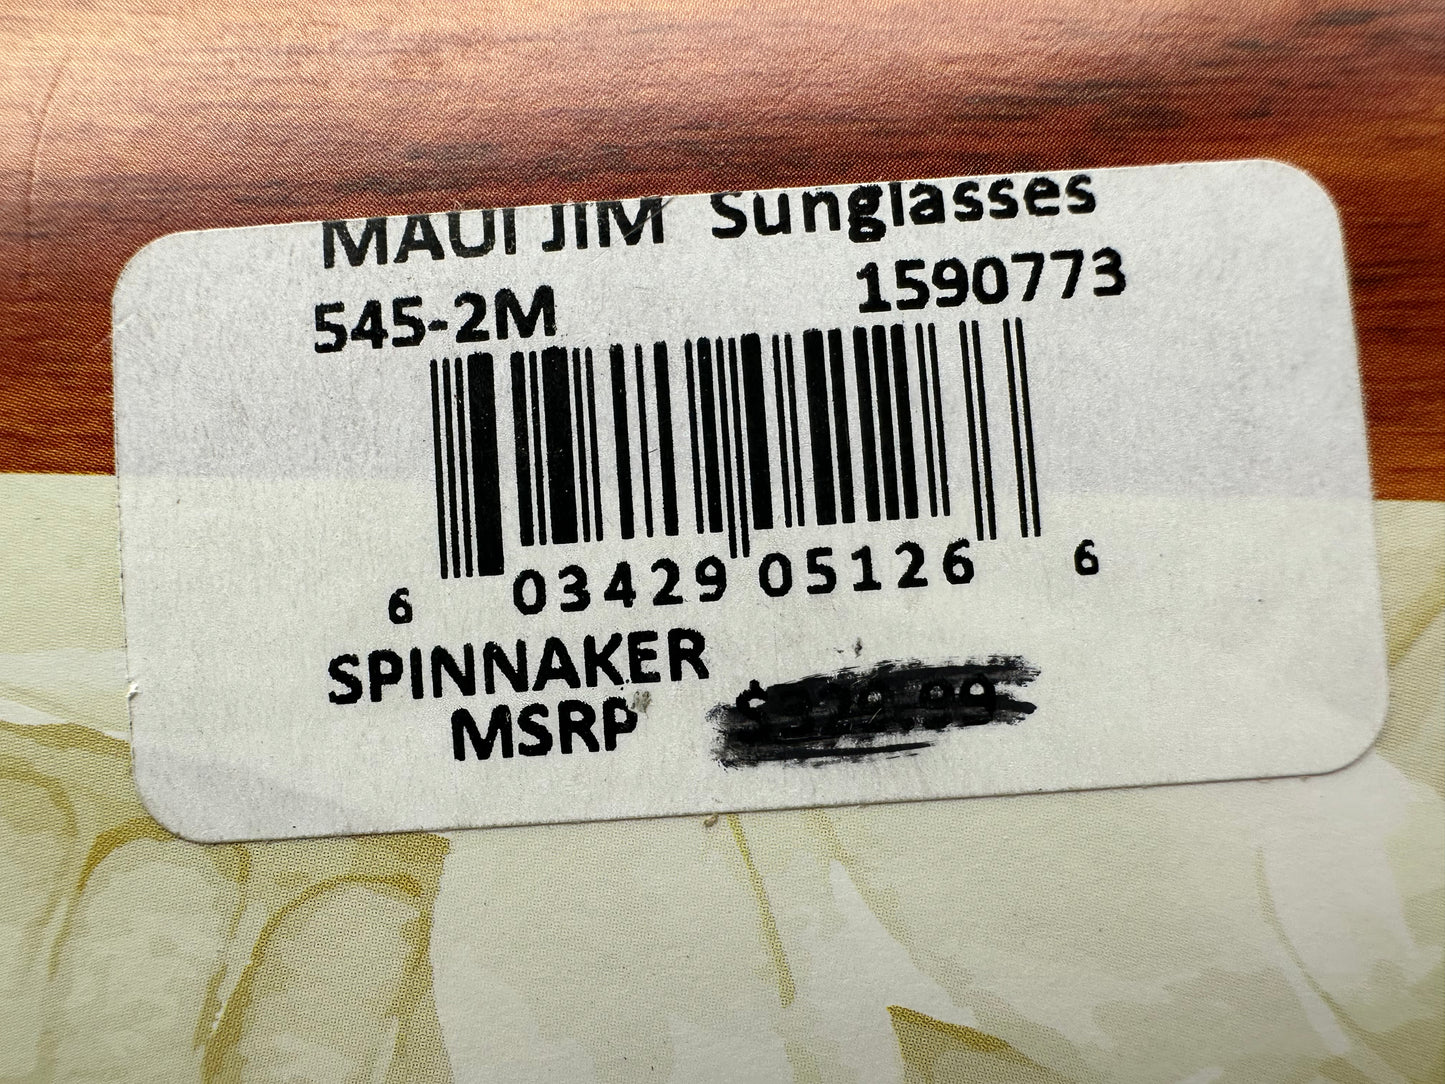 MAUI JIM Sunglasses
545-2M 1590773
6 03429 05126 6
SPINNAKER
MSRP